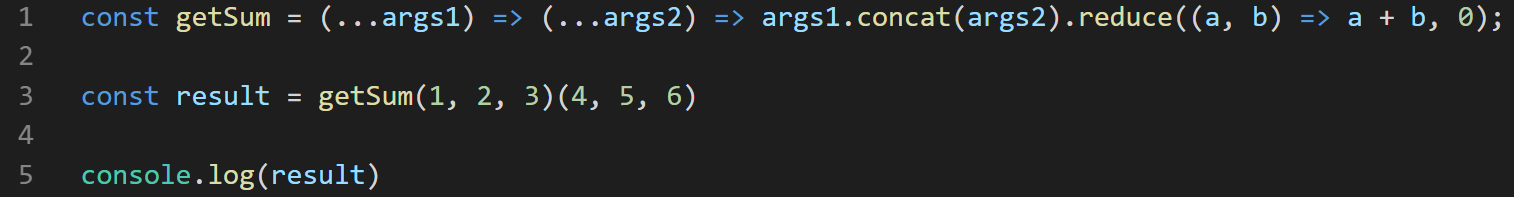 1 const getSum = (...args1) => (...args2) => args1.concat(args2).reduce((a, b) => a + b, 0);
2
3 const result = getSum(1, 2, 3)(4, 5, 6)
4
5 console.log(result)